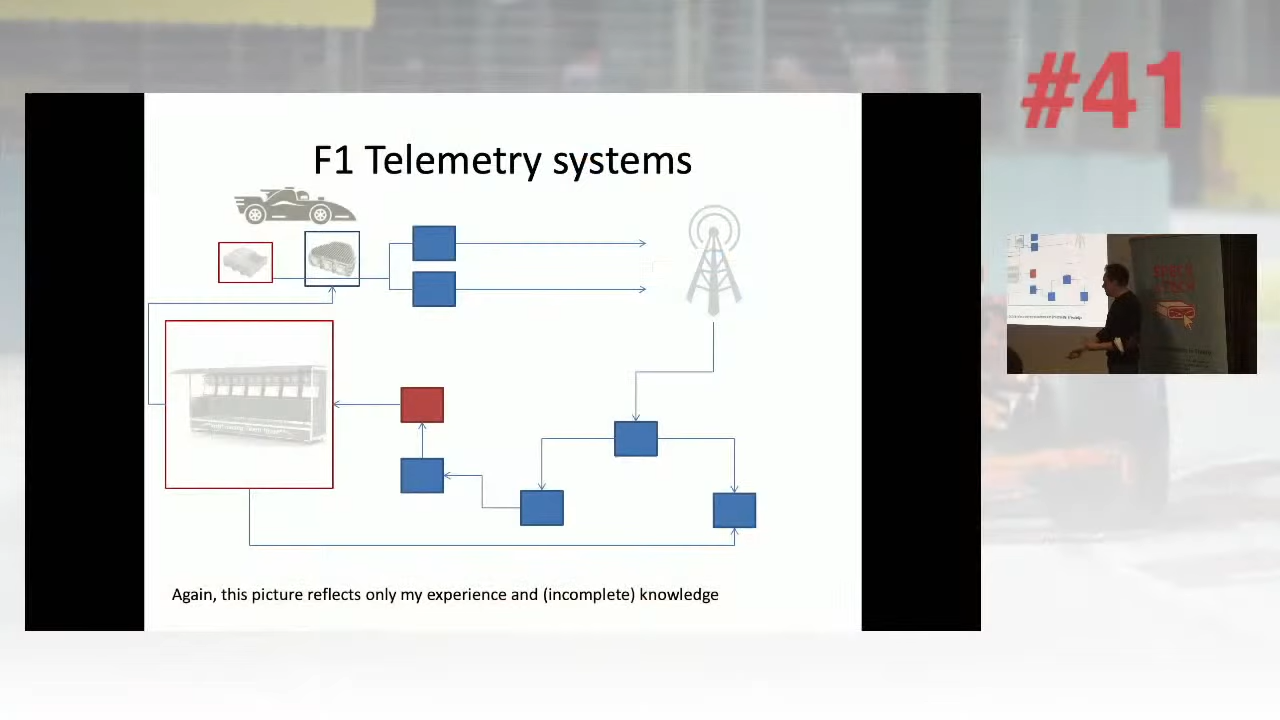 #41
F1 Telemetry systems
Again, this picture reflects only my experience and (incomplete) knowledge